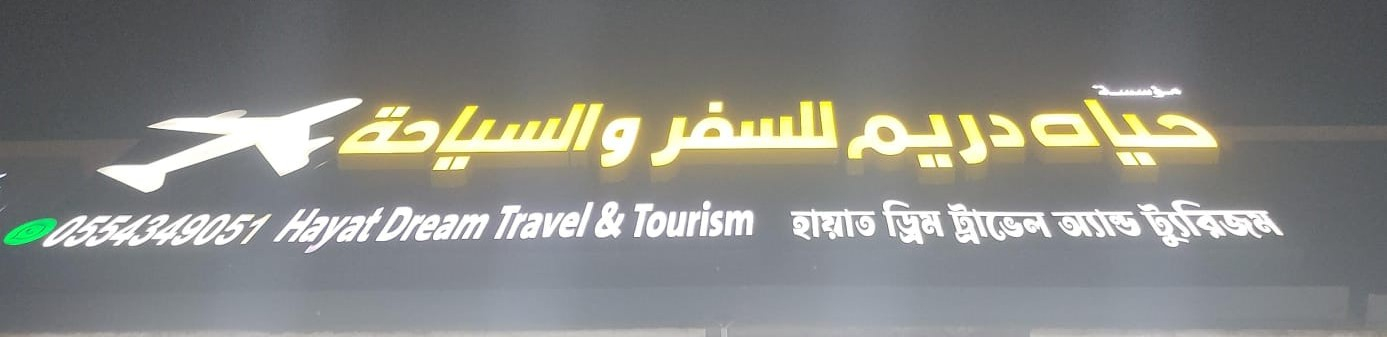 مؤسسة
حياه دريم للسفر والسياحة
0554349051 Hayat Dream Travel & Tourism হায়াত ড্রিম ট্রাভেল অ্যান্ড ট্যুরিজম